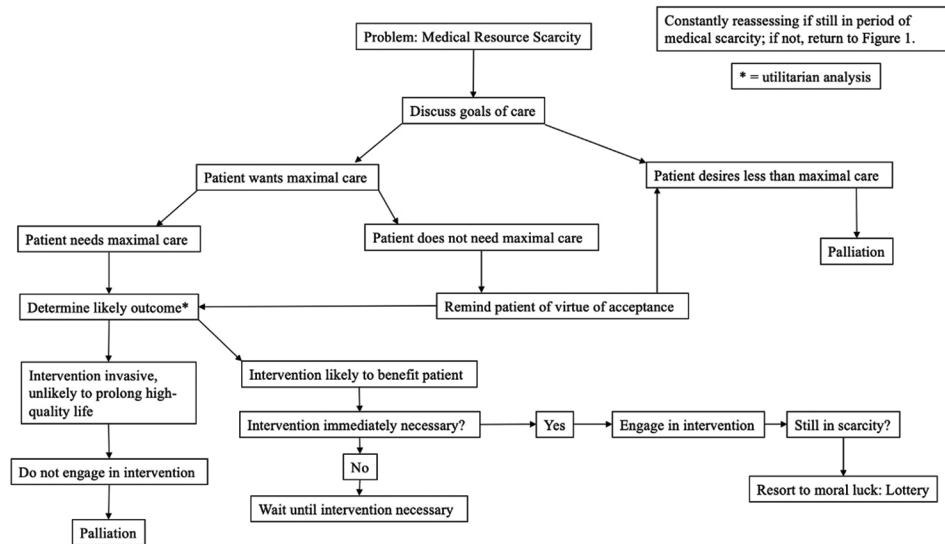 Problem: Medical Resource Scarcity
Constantly reassessing if still in period of
medical scarcity; if not, return to Figure 1.
* = utilitarian analysis
Discuss goals of care
Patient wants maximal care
Patient desires less than maximal care
Patient needs maximal care
Patient does not need maximal care
Palliation
Determine likely outcome*
Remind patient of virtue of acceptance
Intervention invasive,
unlikely to prolong high-
quality life
Intervention likely to benefit patient
Intervention immediately necessary?
Yes
Engage in intervention
Still in scarcity?
Do not engage in intervention
No
Resort to moral luck: Lottery
Wait until intervention necessary
Palliation